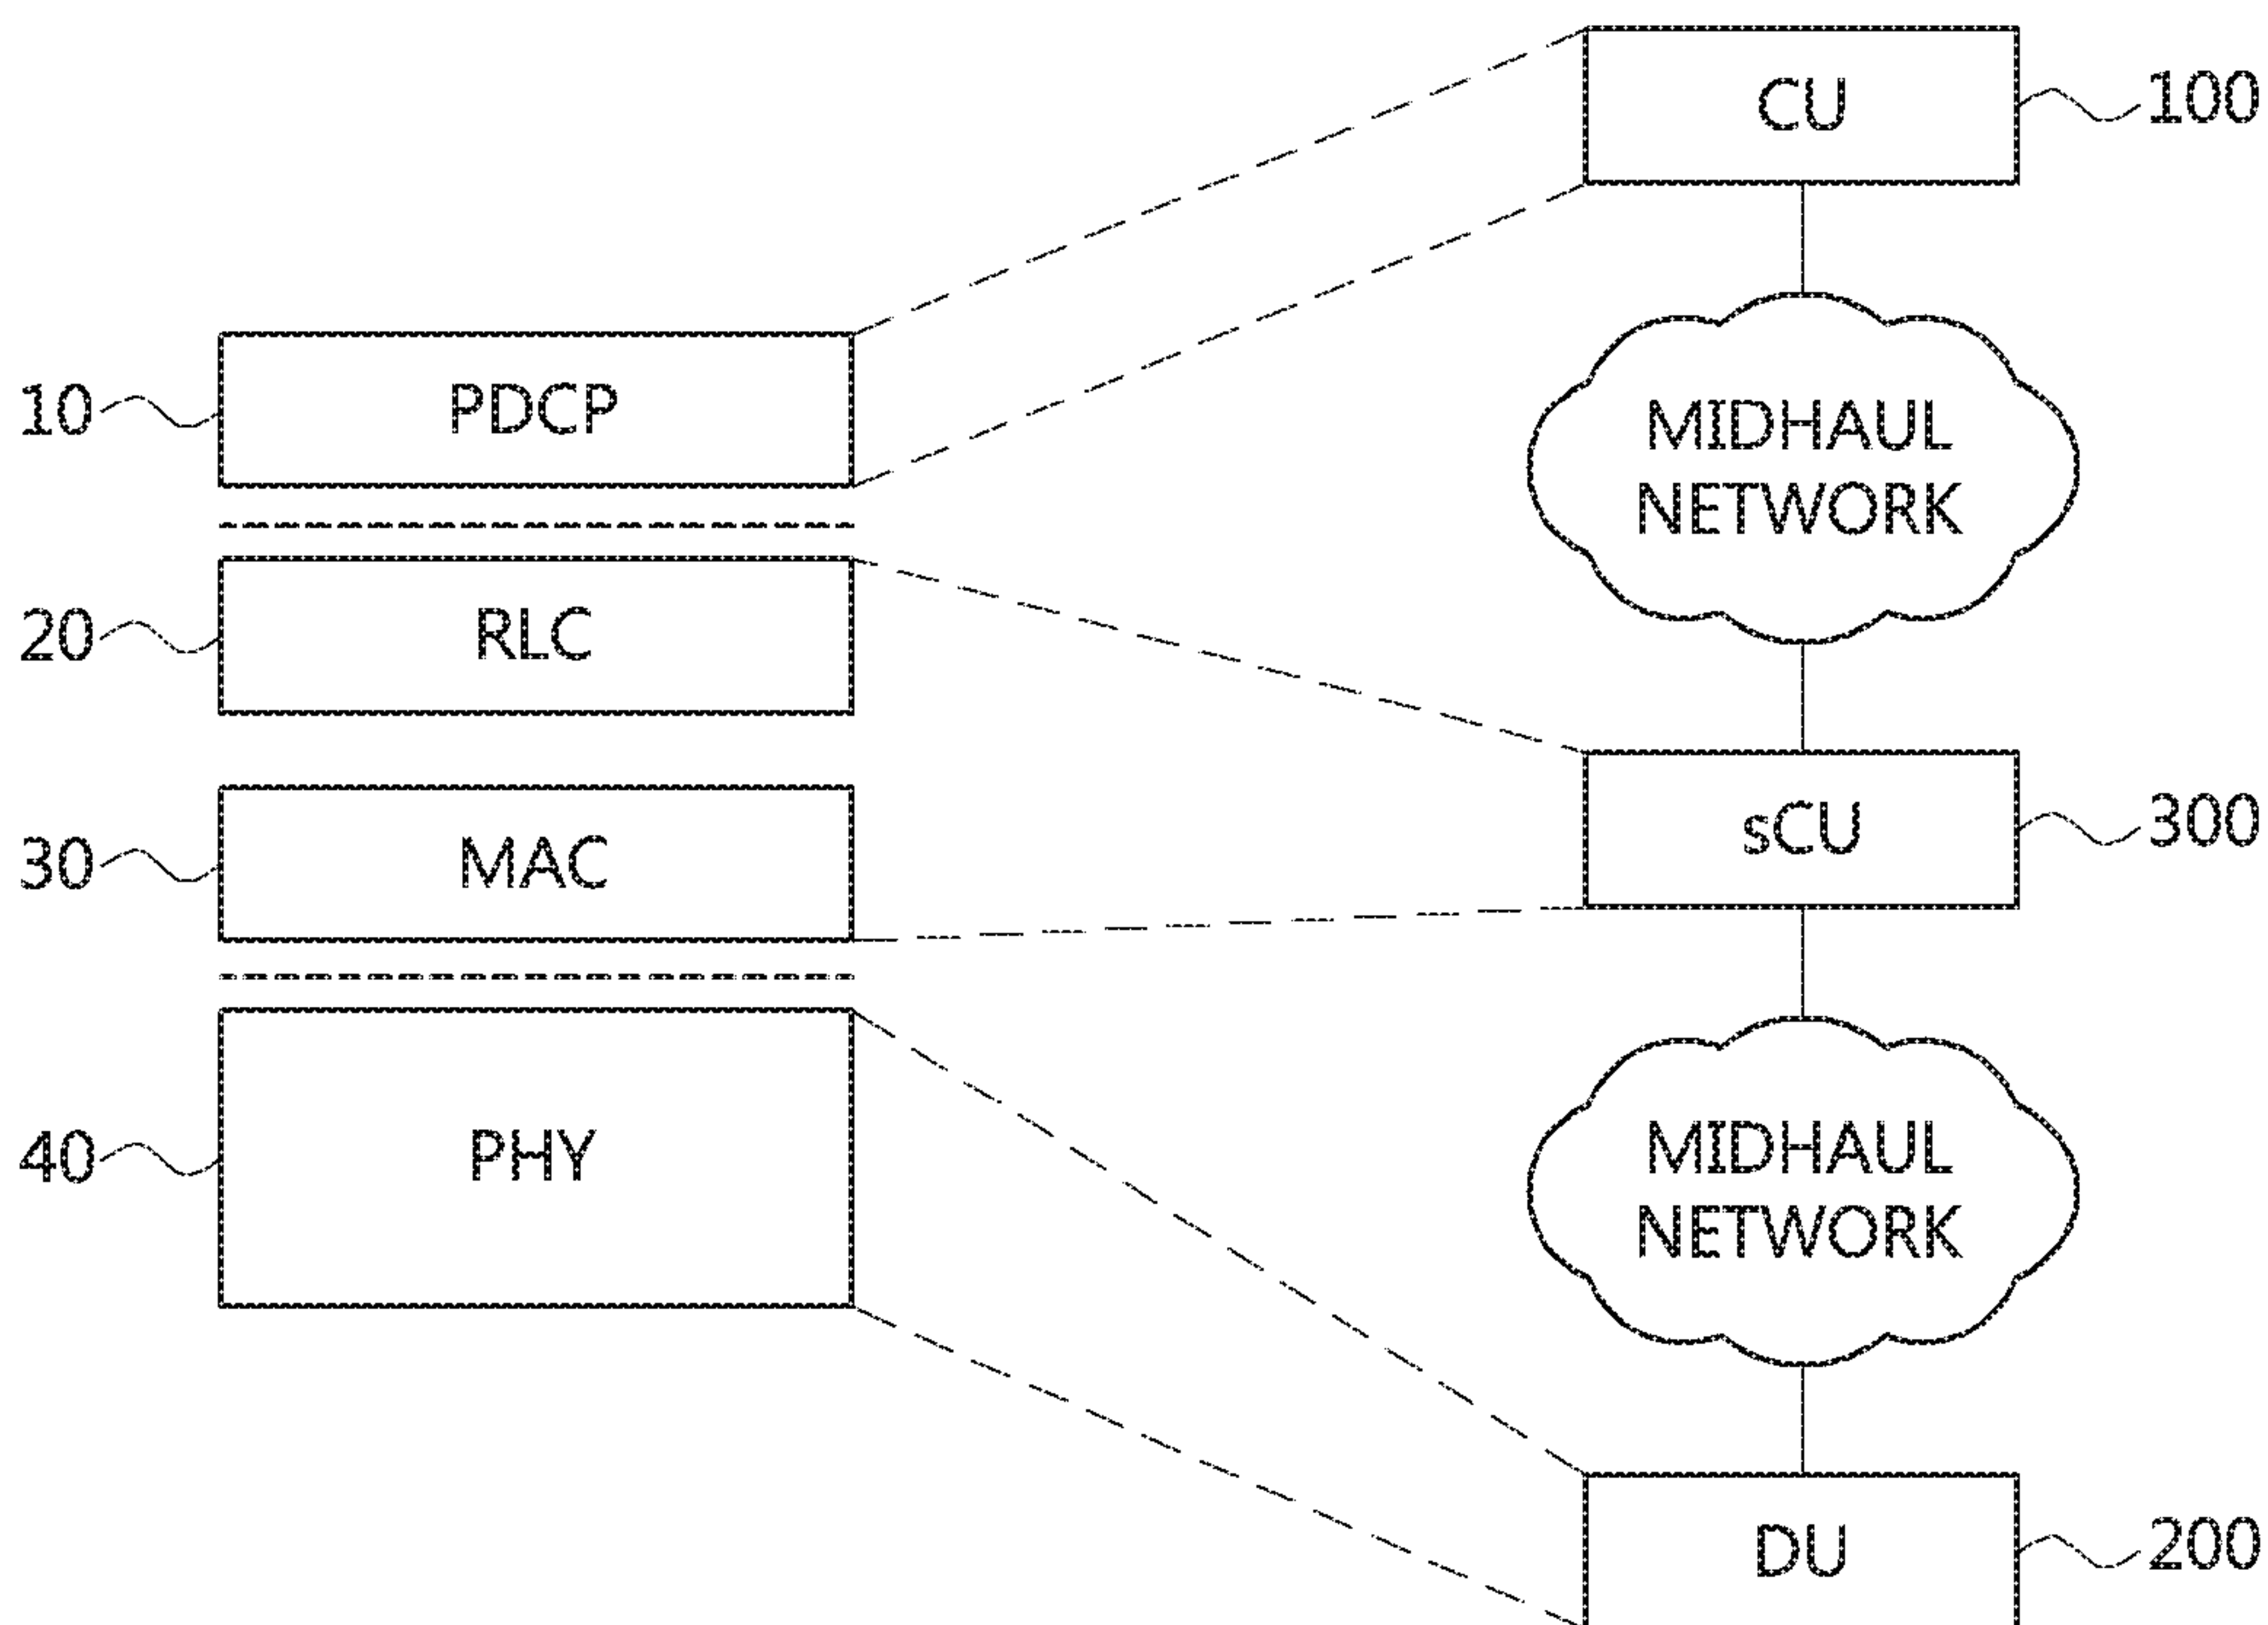 CU 100
MIDHAUL
NETWORK
10 PDCP
20 RLC
30 MAC
sCU 300
40 PHY
MIDHAUL
NETWORK
DU 200